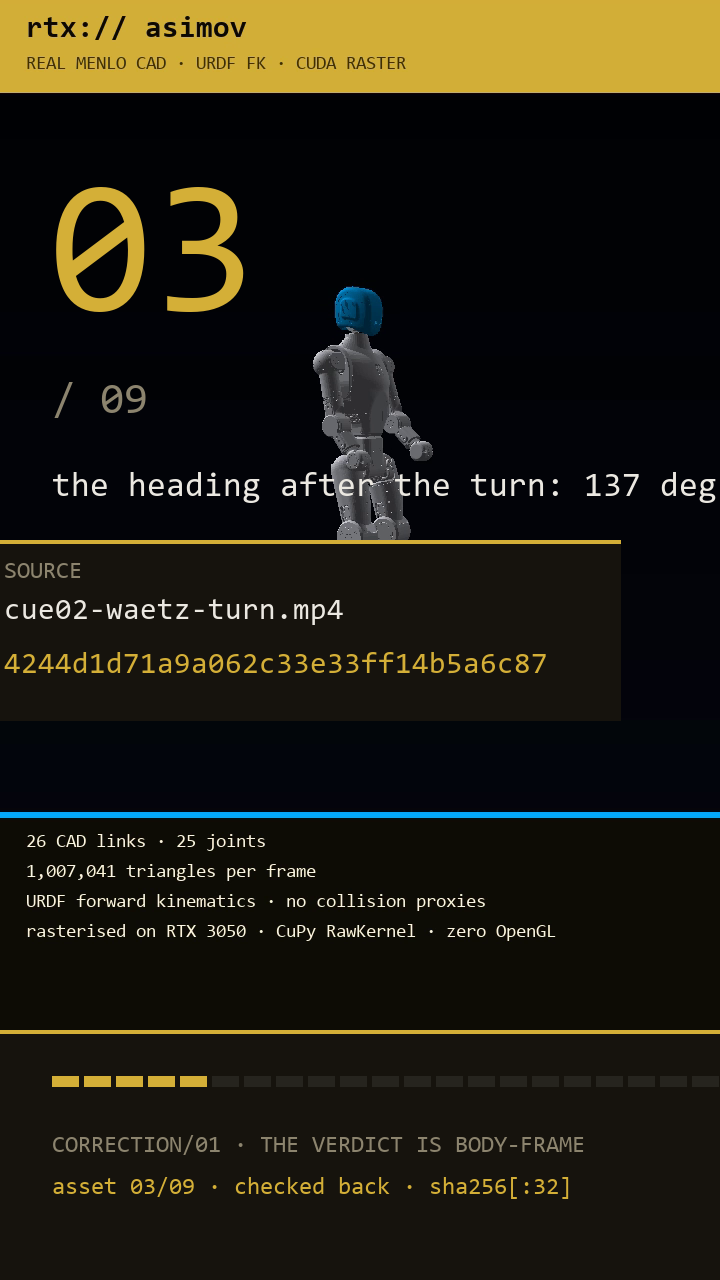 rtx:// asimov
REAL MENLO CAD · URDF FK · CUDA RASTER
03
/ 09
the heading after the turn: 137 deg
SOURCE
cue02-waetz-turn.mp4
4244d1d71a9a062c33e33ff14b5a6c87
26 CAD links · 25 joints
1,007,041 triangles per frame
URDF forward kinematics · no collision proxies
rasterised on RTX 3050 · CuPy RawKernel · zero OpenGL
CORRECTION/01 · THE VERDICT IS BODY-FRAME
asset 03/09 · checked back · sha256[:32]